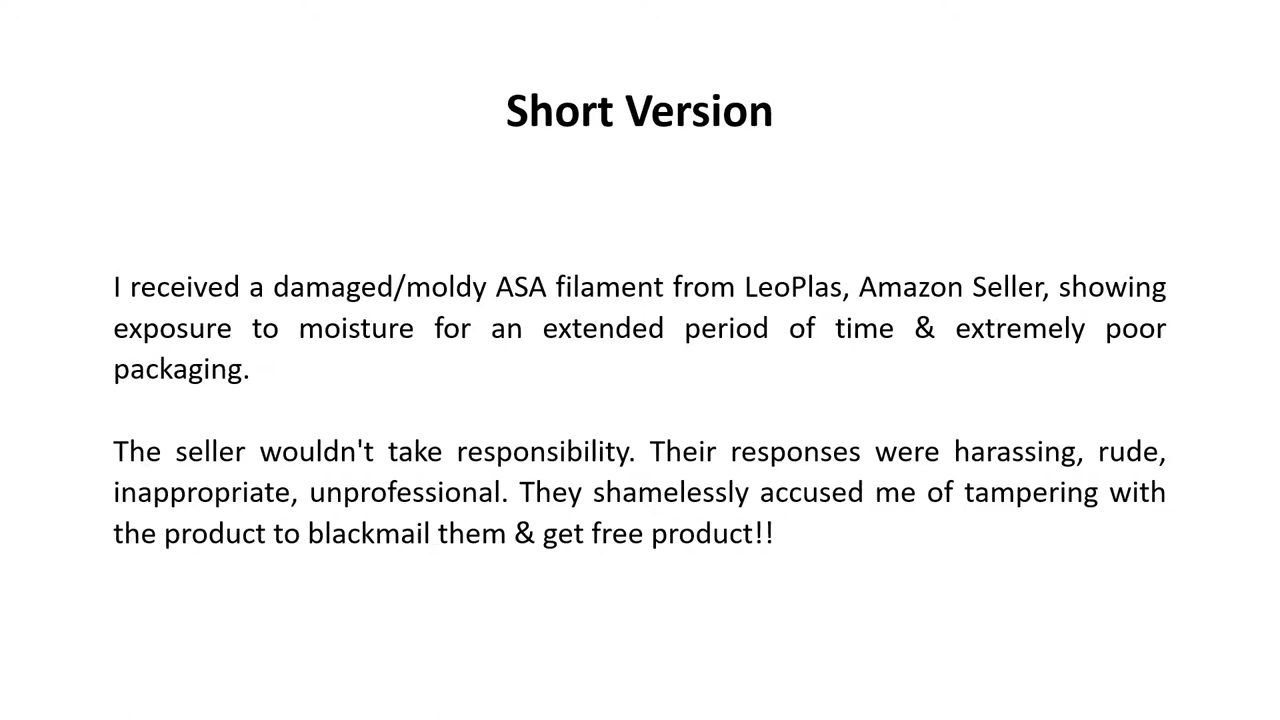 Short Version
I received a damaged/moldy ASA filament from LeoPlas, Amazon Seller, showing
exposure to moisture for an extended period of time & extremely poor
packaging.
The seller wouldn't take responsibility. Their responses were harassing, rude,
inappropriate, unprofessional. They shamelessly accused me of tampering with
the product to blackmail them & get free product!!